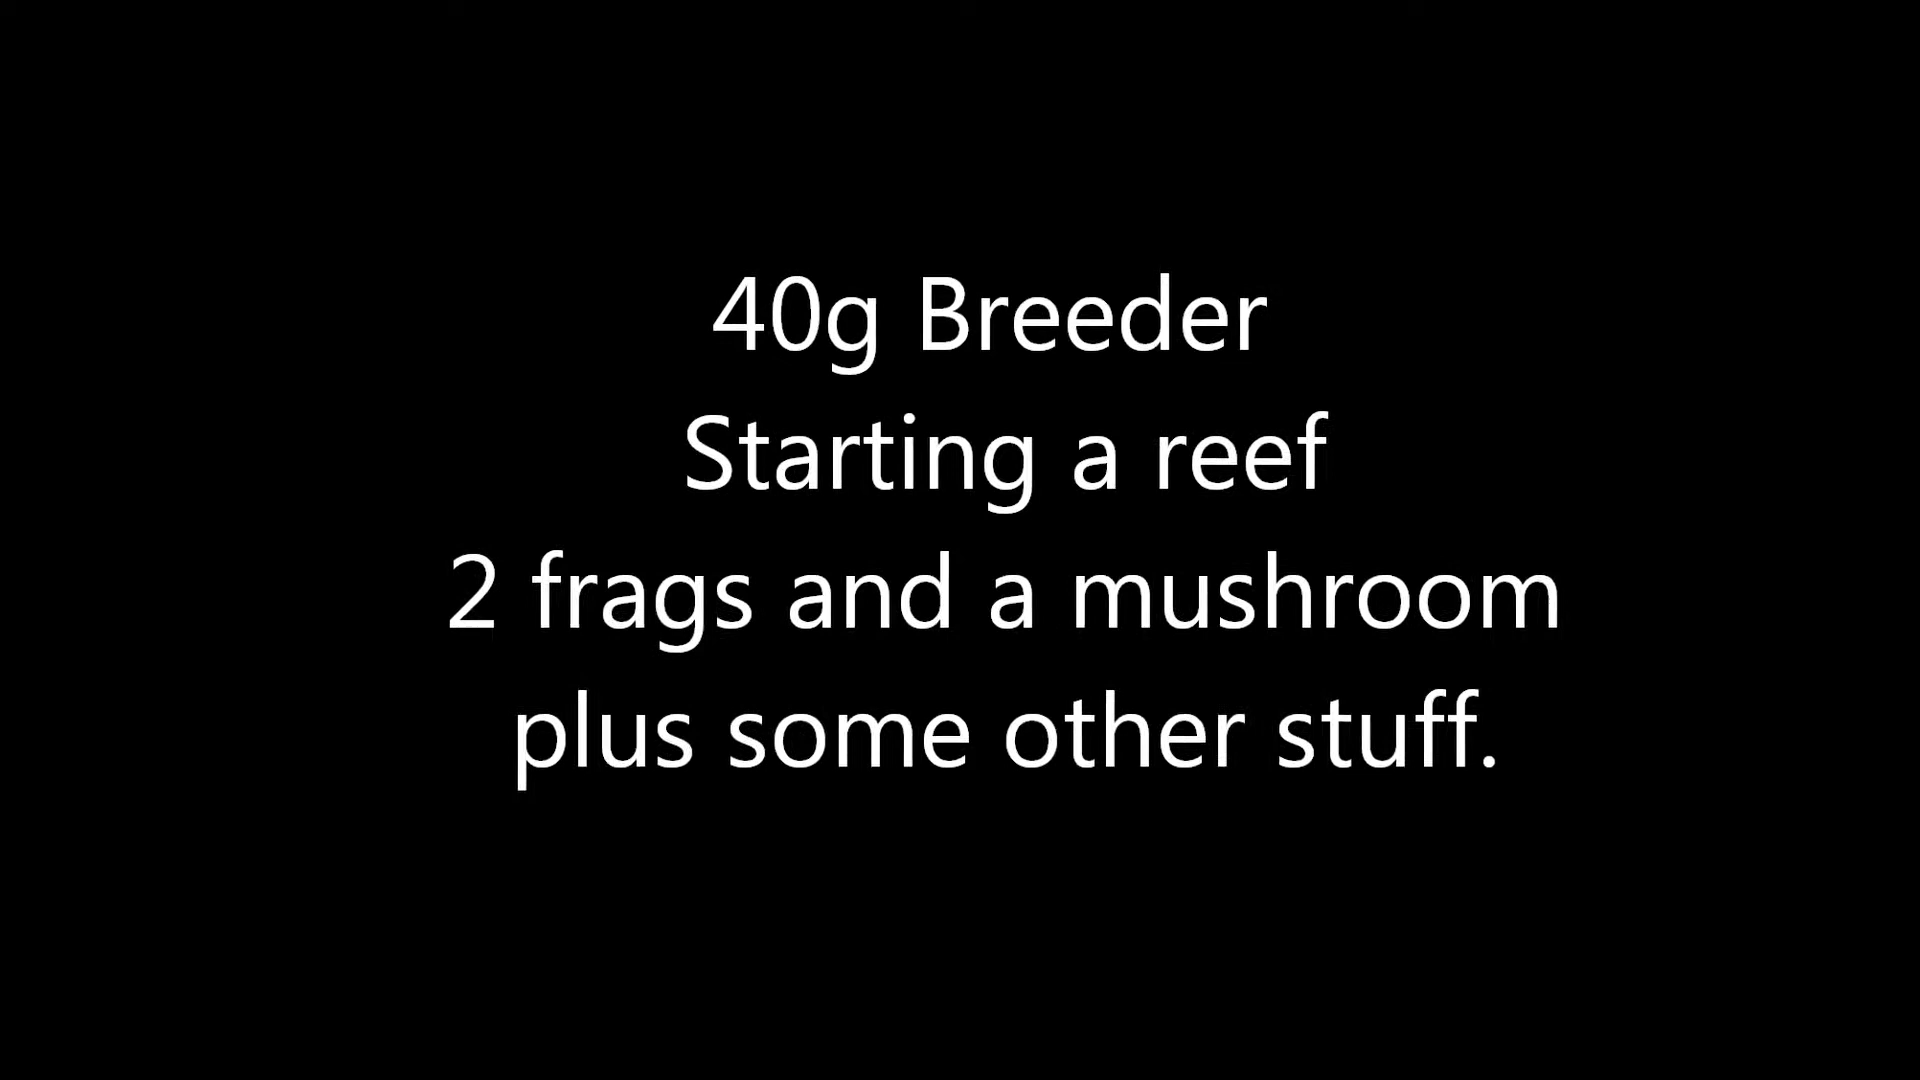 40g Breeder
Starting a reef
2 frags and a mushroom
plus some other stuff.